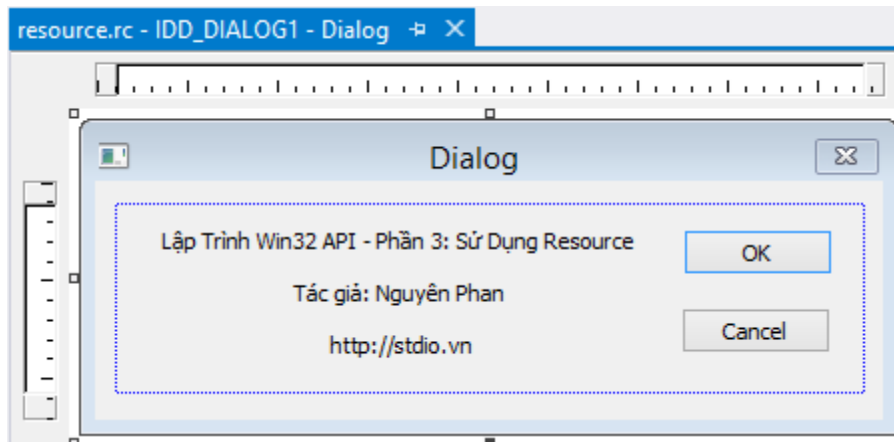 resource.rc - IDD_DIALOG1 - Dialog
Dialog
Lập Trình Win32 API - Phần 3: Sử Dụng Resource
OK
Tác giả: Nguyên Phan
Cancel
http://stdio.vn